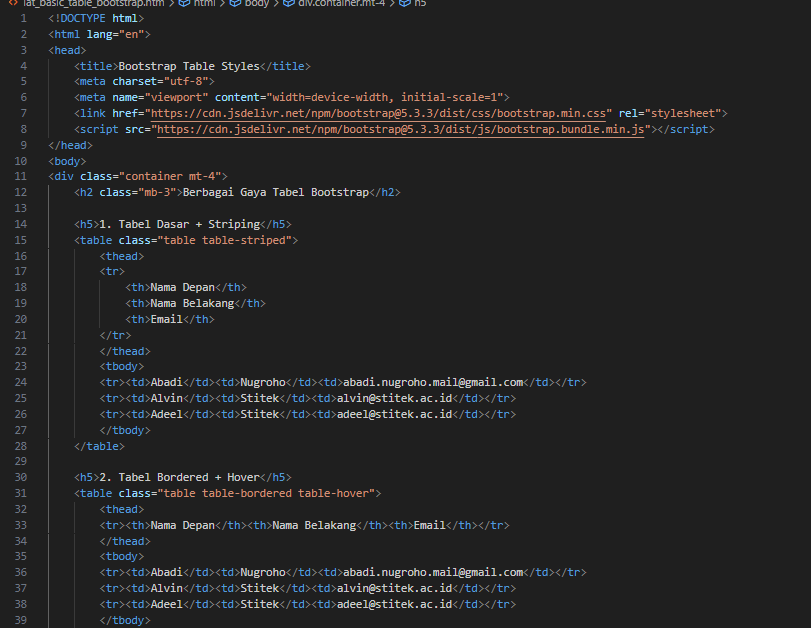 lat_basic_table_bootstrap.htm > html > body > div.container.mt-4 > h5
1 <!DOCTYPE html>
2 <html lang="en">
3 <head>
4 <title>Bootstrap Table Styles</title>
5 <meta charset="utf-8">
6 <meta name="viewport" content="width=device-width, initial-scale=1">
7 <link href="https://cdn.jsdelivr.net/npm/bootstrap@5.3.3/dist/css/bootstrap.min.css" rel="stylesheet">
8 <script src="https://cdn.jsdelivr.net/npm/bootstrap@5.3.3/dist/js/bootstrap.bundle.min.js"></script>
9 </head>
10 <body>
11 <div class="container mt-4">
12 <h2 class="mb-3">Berbagai Gaya Tabel Bootstrap</h2>
13
14 <h5>1. Tabel Dasar + Striping</h5>
15 <table class="table table-striped">
16 <thead>
17 <tr>
18 <th>Nama Depan</th>
19 <th>Nama Belakang</th>
20 <th>Email</th>
21 </tr>
22 </thead>
23 <tbody>
24 <tr><td>Abadi</td><td>Nugroho</td><td>abadi.nugroho.mail@gmail.com</td></tr>
25 <tr><td>Alvin</td><td>Stitek</td><td>alvin@stitek.ac.id</td></tr>
26 <tr><td>Adeel</td><td>Stitek</td><td>adeel@stitek.ac.id</td></tr>
27 </tbody>
28 </table>
29
30 <h5>2. Tabel Bordered + Hover</h5>
31 <table class="table table-bordered table-hover">
32 <thead>
33 <tr><th>Nama Depan</th><th>Nama Belakang</th><th>Email</th></tr>
34 </thead>
35 <tbody>
36 <tr><td>Abadi</td><td>Nugroho</td><td>abadi.nugroho.mail@gmail.com</td></tr>
37 <tr><td>Alvin</td><td>Stitek</td><td>alvin@stitek.ac.id</td></tr>
38 <tr><td>Adeel</td><td>Stitek</td><td>adeel@stitek.ac.id</td></tr>
39 </tbody>